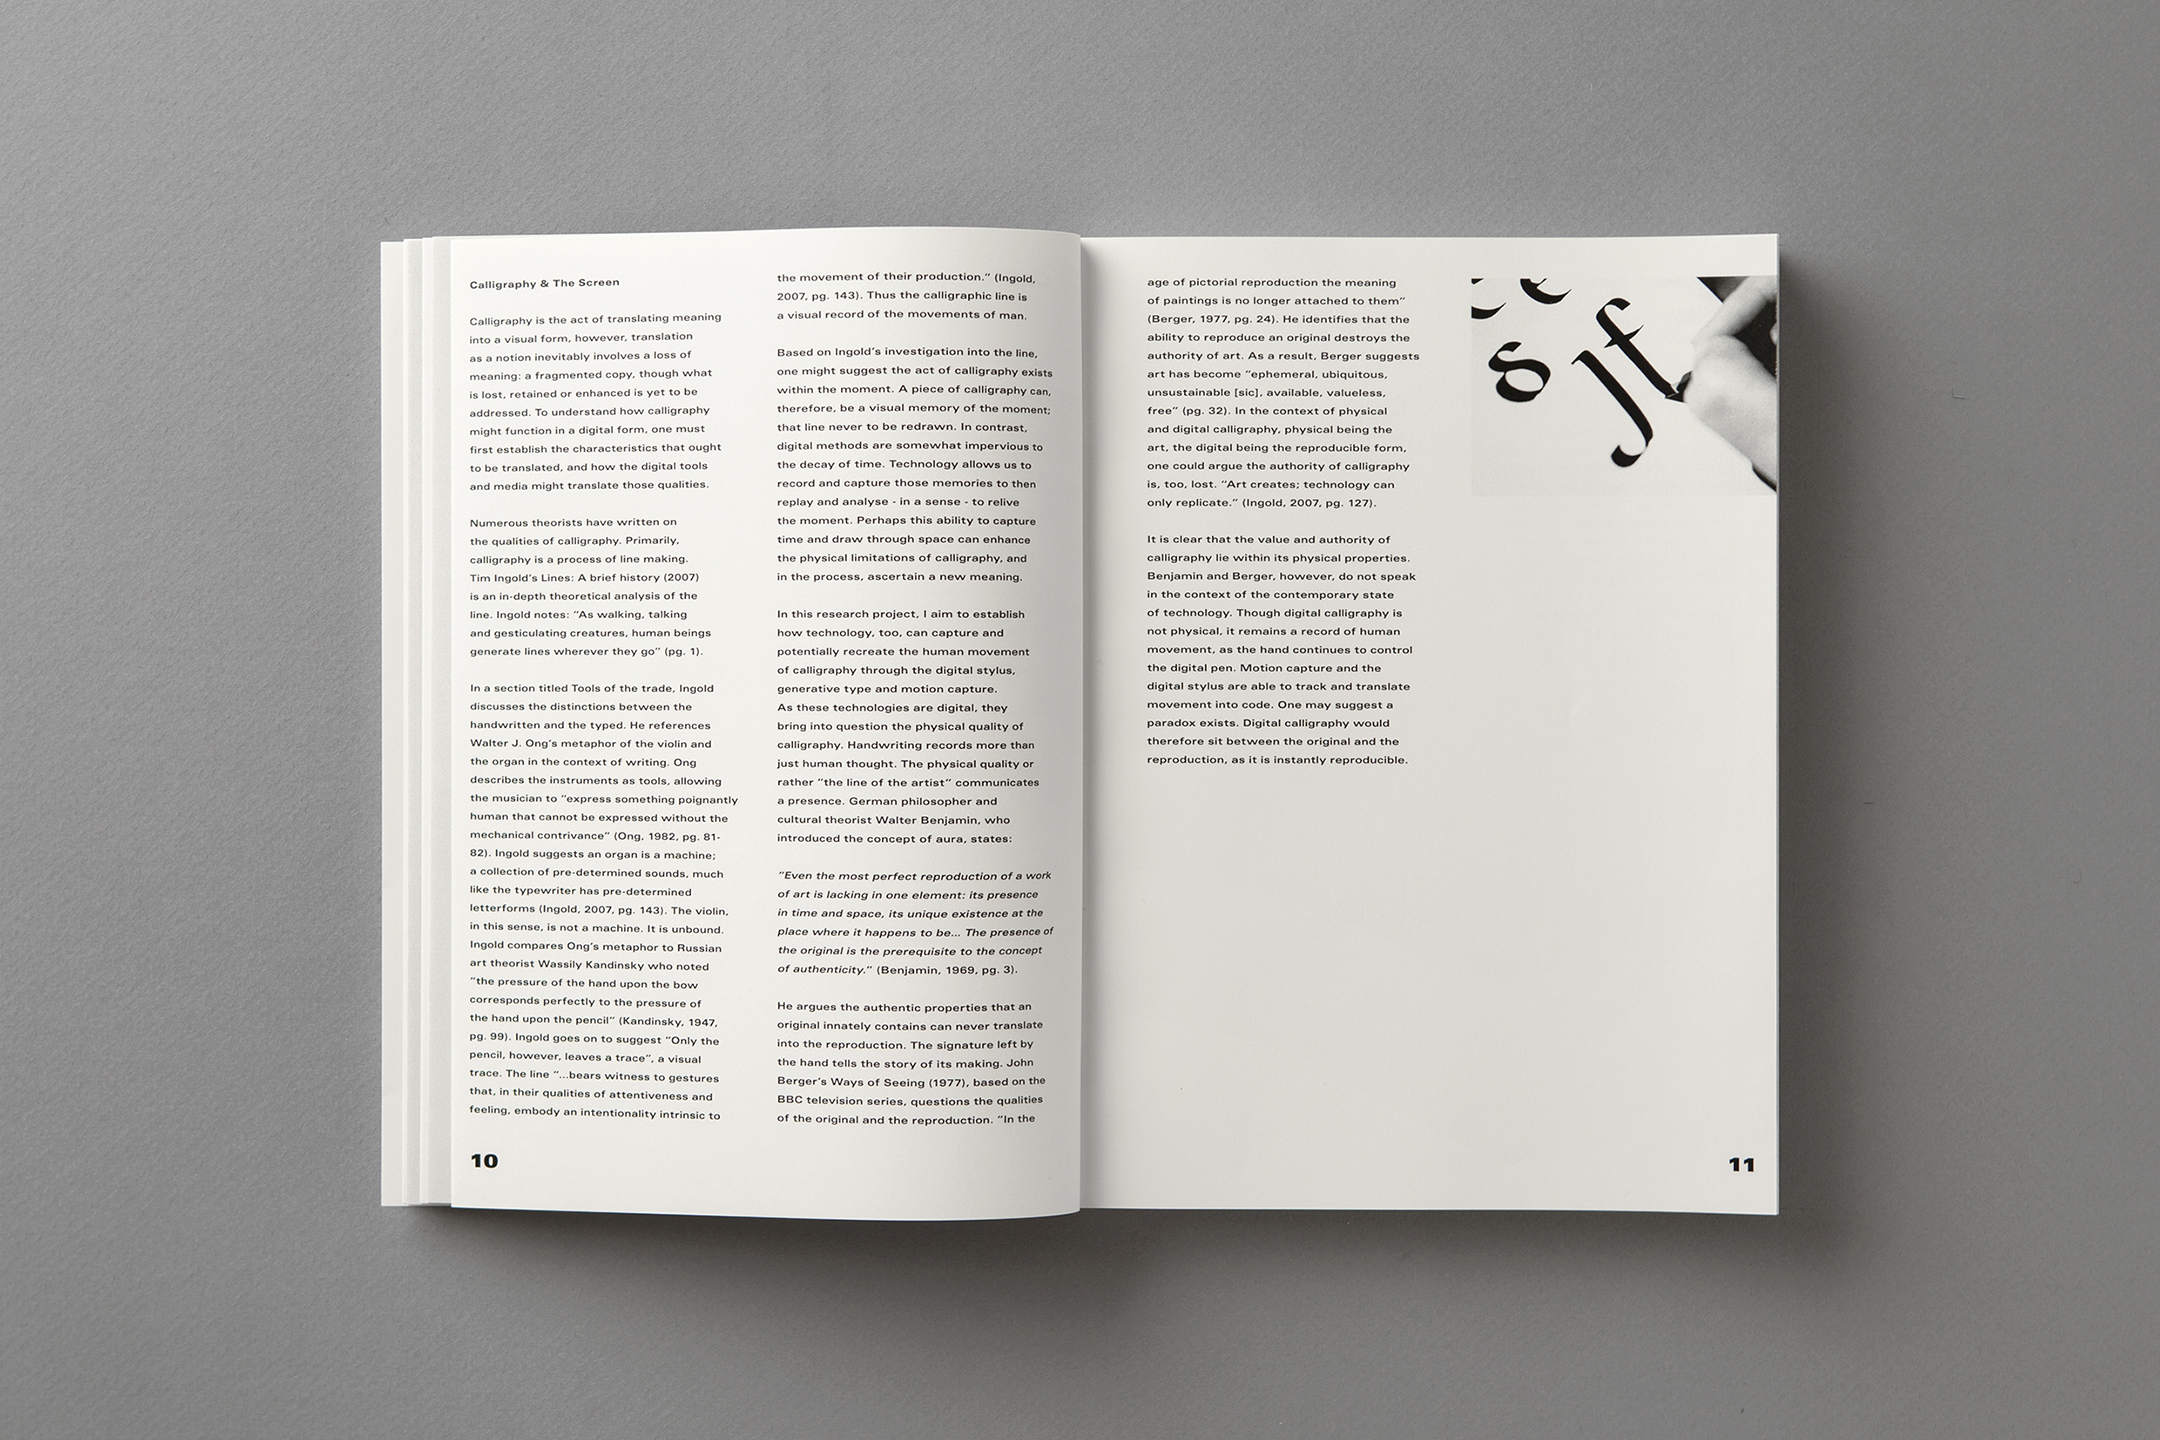 Calligraphy & The Screen
Calligraphy is the act of translating meaning
into a visual form, however, translation
as a notion inevitably involves a loss of
meaning: a fragmented copy, though what
is lost, retained or enhanced is yet to be
addressed. To understand how calligraphy
might function in a digital form, one must
first establish the characteristics that ought
to be translated, and how the digital tools
and media might translate those qualities.
Numerous theorists have written on
the qualities of calligraphy. Primarily,
calligraphy is a process of line making.
Tim Ingold's Lines: A brief history (2007)
is an in-depth theoretical analysis of the
line. Ingold notes: "As walking, talking
and gesticulating creatures, human beings
generate lines wherever they go" (pg. 1).
In a section titled Tools of the trade, Ingold
discusses the distinctions between the
handwritten and the typed. He references
Walter J. Ong's metaphor of the violin and
the organ in the context of writing. Ong
describes the instruments as tools, allowing
the musician to "express something poignantly
human that cannot be expressed without the
mechanical contrivance" (Ong, 1982, pg. 81-
82). Ingold suggests an organ is a machine;
a collection of pre-determined sounds, much
like the typewriter has pre-determined
letterforms (Ingold, 2007, pg. 143). The violin,
in this sense, is not a machine. It is unbound.
Ingold compares Ong's metaphor to Russian
art theorist Wassily Kandinsky who noted
"the pressure of the hand upon the bow
corresponds perfectly to the pressure of
the hand upon the pencil" (Kandinsky, 1947,
pg. 99). Ingold goes on to suggest "Only the
pencil, however, leaves a trace", a visual
trace. The line "...bears witness to gestures
that, in their qualities of attentiveness and
feeling, embody an intentionality intrinsic to
10
the movement of their production." (Ingold,
2007, pg. 143). Thus the calligraphic line is
a visual record of the movements of man.
Based on Ingold's investigation into the line,
one might suggest the act of calligraphy exists
within the moment. A piece of calligraphy can,
therefore, be a visual memory of the moment;
that line never to be redrawn. In contrast,
digital methods are somewhat impervious to
the decay of time. Technology allows us to
record and capture those memories to then
replay and analyse - in a sense - to relive
the moment. Perhaps this ability to capture
time and draw through space can enhance
the physical limitations of calligraphy, and
in the process, ascertain a new meaning.
In this research project, I aim to establish
how technology, too, can capture and
potentially recreate the human movement
of calligraphy through the digital stylus,
generative type and motion capture.
As these technologies are digital, they
bring into question the physical quality of
calligraphy. Handwriting records more than
just human thought. The physical quality or
rather "the line of the artist" communicates
a presence. German philosopher and
cultural theorist Walter Benjamin, who
introduced the concept of aura, states:
"Even the most perfect reproduction of a work
of art is lacking in one element: its presence
in time and space, its unique existence at the
place where it happens to be... The presence of
the original is the prerequisite to the concept
of authenticity." (Benjamin, 1969, pg. 3).
He argues the authentic properties that an
original innately contains can never translate
into the reproduction. The signature left by
the hand tells the story of its making. John
Berger's Ways of Seeing (1977), based on the
BBC television series, questions the qualities
of the original and the reproduction. "In the
age of pictorial reproduction the meaning
of paintings is no longer attached to them"
(Berger, 1977, pg. 24). He identifies that the
ability to reproduce an original destroys the
authority of art. As a result, Berger suggests
art has become "ephemeral, ubiquitous,
unsustainable [sic], available, valueless,
free" (pg. 32). In the context of physical
and digital calligraphy, physical being the
art, the digital being the reproducible form,
one could argue the authority of calligraphy
is, too, lost. "Art creates; technology can
only replicate." (Ingold, 2007, pg. 127).
It is clear that the value and authority of
calligraphy lie within its physical properties.
Benjamin and Berger, however, do not speak
in the context of the contemporary state
of technology. Though digital calligraphy is
not physical, it remains a record of human
movement, as the hand continues to control
the digital pen. Motion capture and the
digital stylus are able to track and translate
movement into code. One may suggest a
paradox exists. Digital calligraphy would
therefore sit between the original and the
reproduction, as it is instantly reproducible.
s jf
11